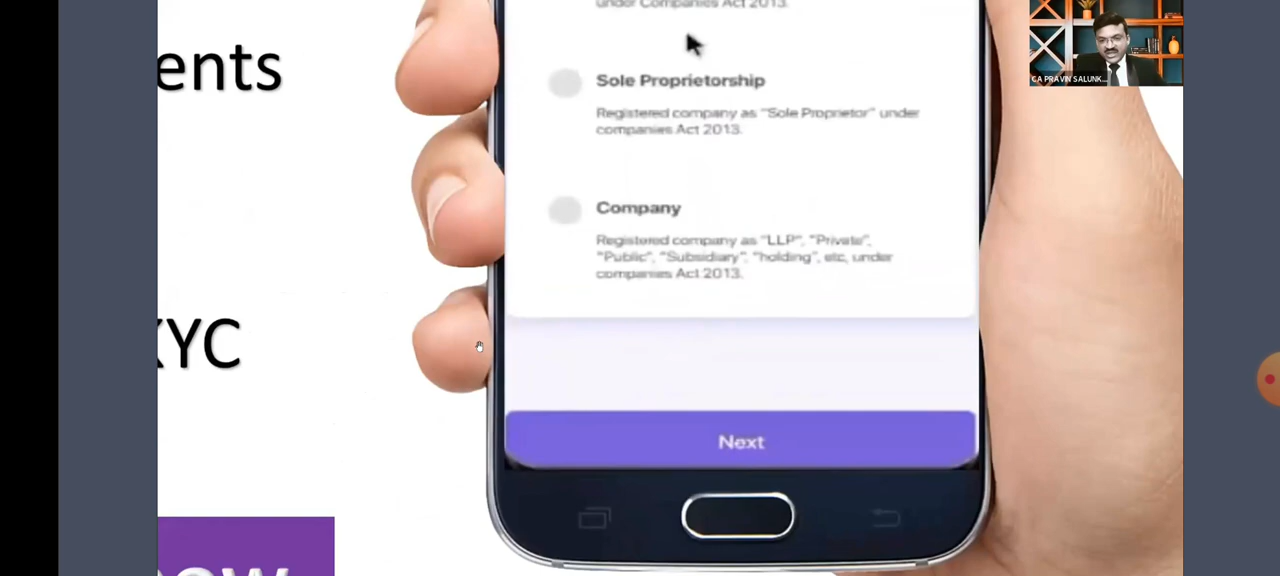 under Companies Act 2013.
CA PRAVIN SALUNK...
ents
Sole Proprietorship
Registered company as "Sole Proprietor" under
companies Act 2013.
Company
Registered company as "LLP", "Private",
"Public", "Subsidiary", "holding", etc, under
companies Act 2013.
KYC
Next